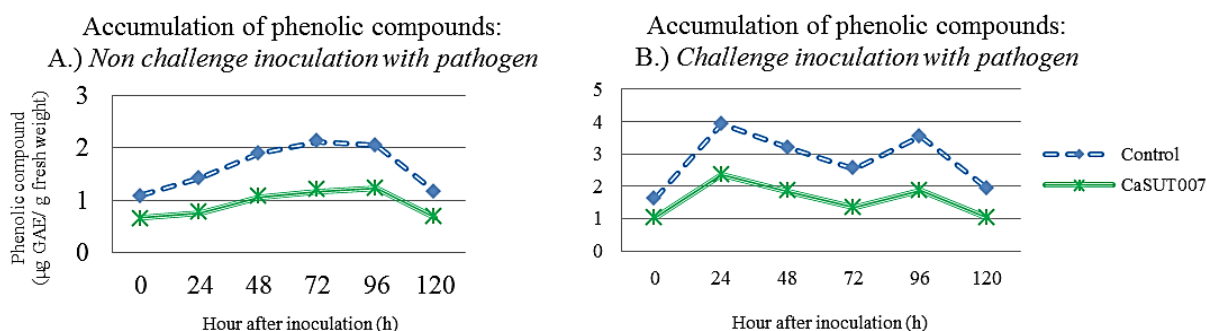 Accumulation of phenolic compounds:
A.) Non challenge inoculation with pathogen
Phenolic compound
(µg GAE/ g fresh weight)
3
2
1
0
0 24 48 72 96 120
Hour after inoculation (h)
Accumulation of phenolic compounds:
B.) Challenge inoculation with pathogen
5
4
3
2
1
0
0 24 48 72 96 120
Hour after inoculation (h)
Control
CaSUT007